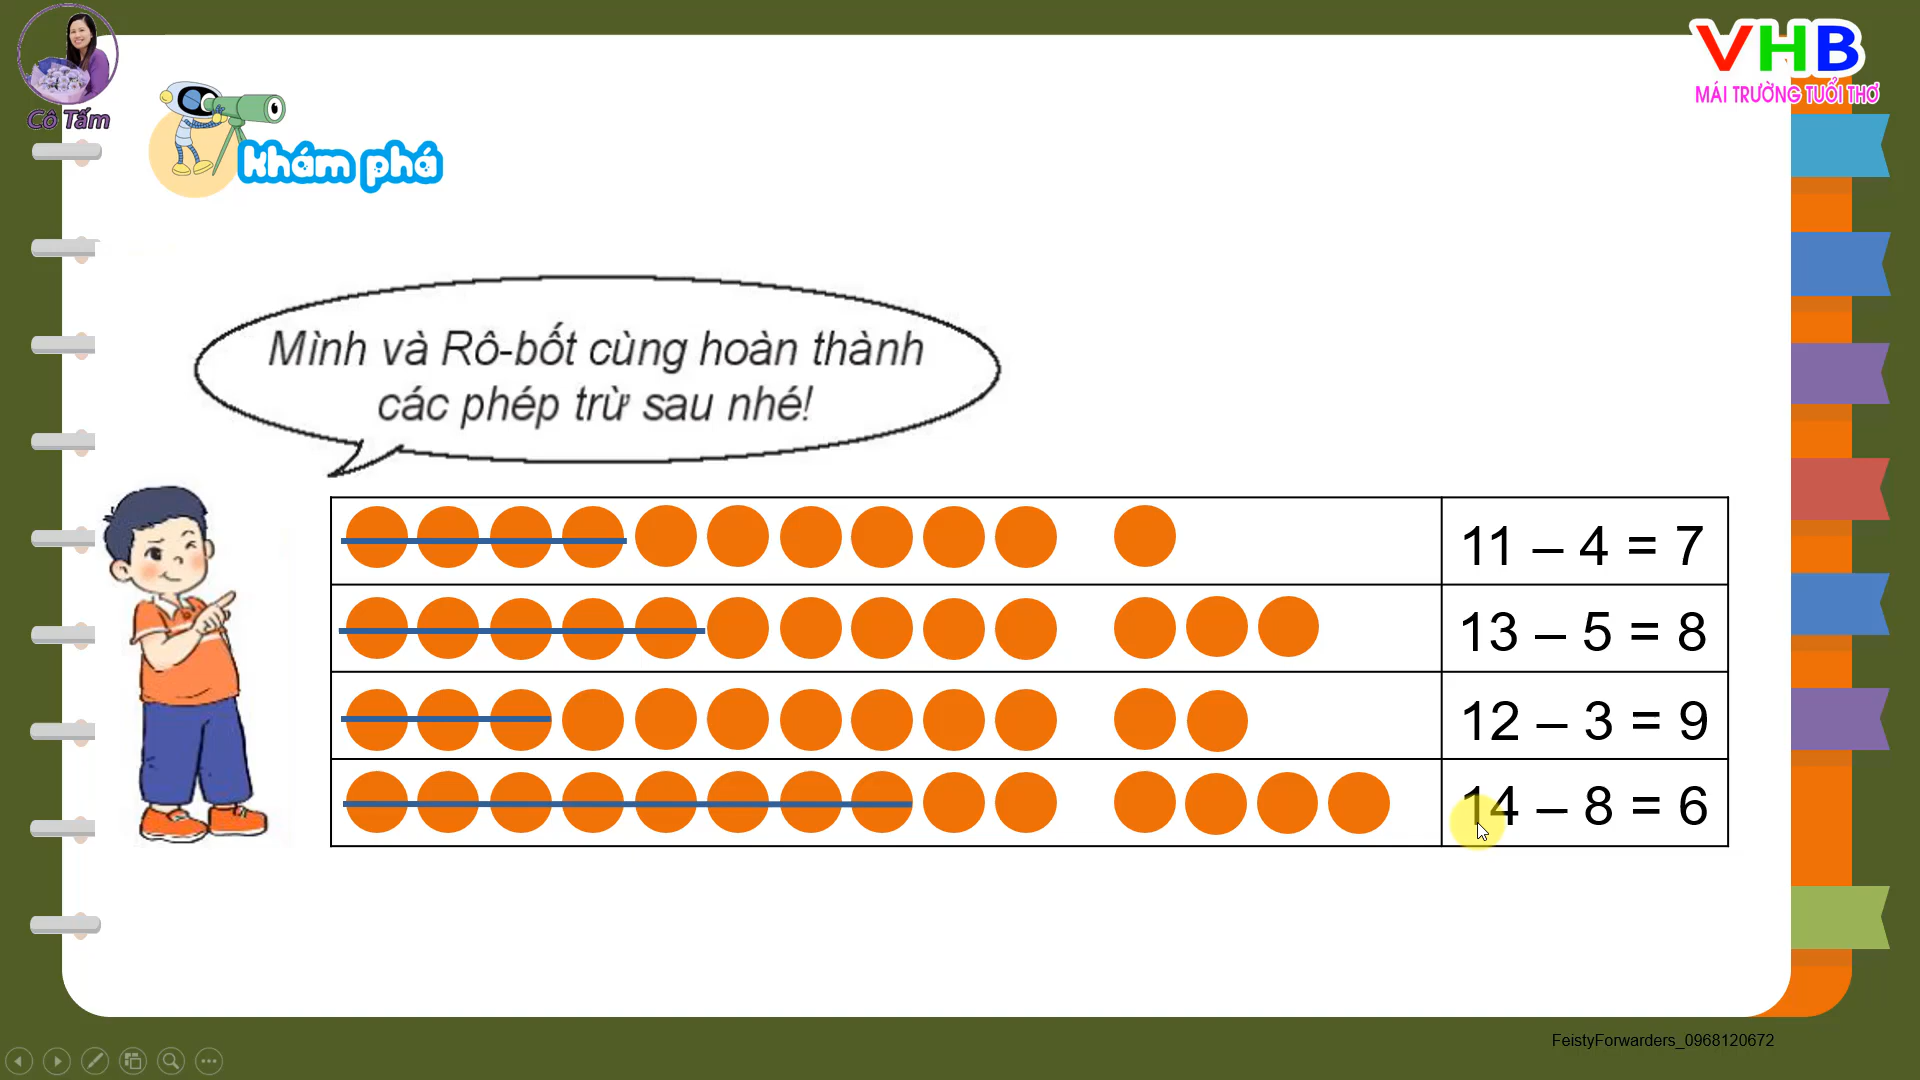 Cô Tấm
VHB
MÁI TRƯỜNG TUỔI THƠ
Khám phá
Mình và Rô-bốt cùng hoàn thành
các phép trừ sau nhé!
11 – 4 = 7
13 – 5 = 8
12 – 3 = 9
14 – 8 = 6
FeistyForwarders_0968120672